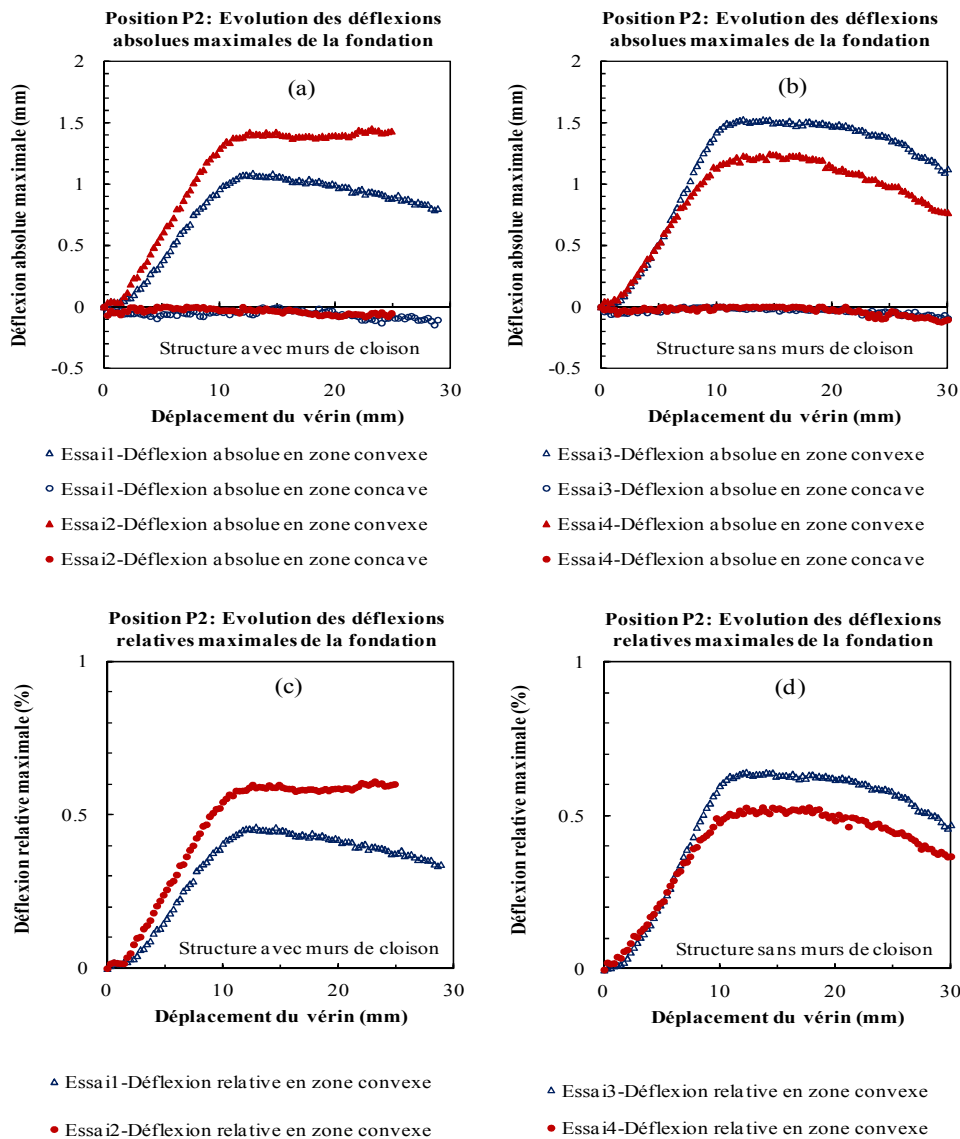 Position P2: Evolution des déflexions
absolues maximales de la fondation
Déflexion absolue maximale (mm)
2
1.5
1
0.5
0
-0.5
(a)
Structure avec murs de cloison
0
10
20
30
Déplacement du vérin (mm)
Essai1-Déflexion absolue en zone convexe
Essai1-Déflexion absolue en zone concave
Essai2-Déflexion absolue en zone convexe
Essai2-Déflexion absolue en zone concave
Position P2: Evolution des déflexions
absolues maximales de la fondation
Déflexion absolue maximale (mm)
2
1.5
1
0.5
0
-0.5
(b)
Structure sans murs de cloison
0
10
20
30
Déplacement du vérin (mm)
Essai3-Déflexion absolue en zone convexe
Essai3-Déflexion absolue en zone concave
Essai4-Déflexion absolue en zone convexe
Essai4-Déflexion absolue en zone concave
Position P2: Evolution des déflexions
relatives maximales de la fondation
Déflexion relative maximale (%)
1
0.5
0
(c)
Structure avec murs de cloison
0
10
20
30
Déplacement du vérin (mm)
Essai1-Déflexion relative en zone convexe
Essai2-Déflexion relative en zone convexe
Position P2: Evolution des déflexions
relatives maximales de la fondation
Déflexion relative maximale (%)
1
0.5
0
(d)
Structure sans murs de cloison
0
10
20
30
Déplacement du vérin (mm)
Essai3-Déflexion relative en zone convexe
Essai4-Déflexion relative en zone convexe